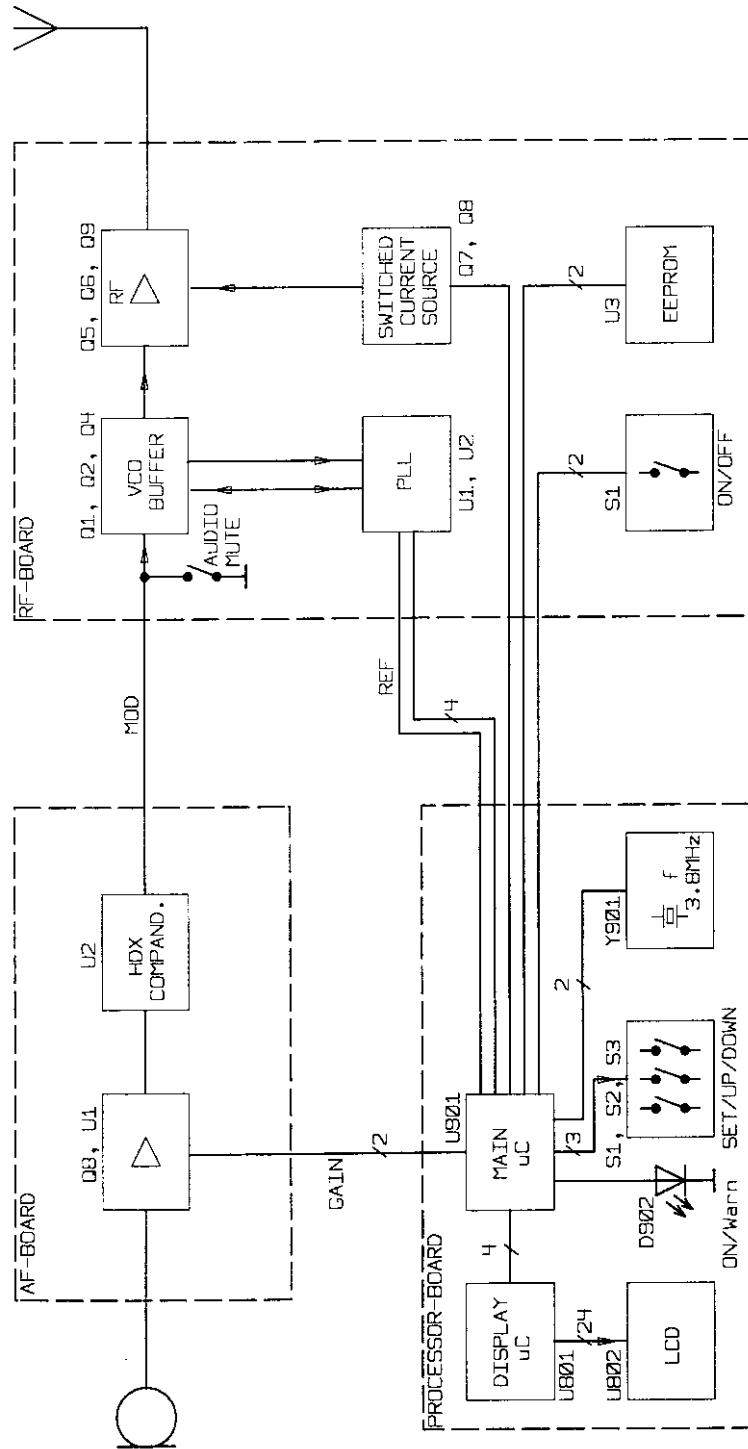 AF-BOARD
Q8, U1
U2
HDX
COMPAND.
GAIN
2
MOD
RF-BOARD
AUDIO
MUTE
Q1, Q2, Q4
VCO
BUFFER
Q5, Q6, Q9
RF
PLL
U1, U2
SWITCHED
CURRENT
SOURCE
Q7, Q8
REF
4
2
S1
ON/OFF
2
U3
EEPROM
PROCESSOR-BOARD
DISPLAY
uC
U801
4
MAIN
uC
U901
24
U802
LCD
D902
ON/Warn
3
S1, S2, S3
SET/UP/DOWN
2
Y901
f
3.8MHz